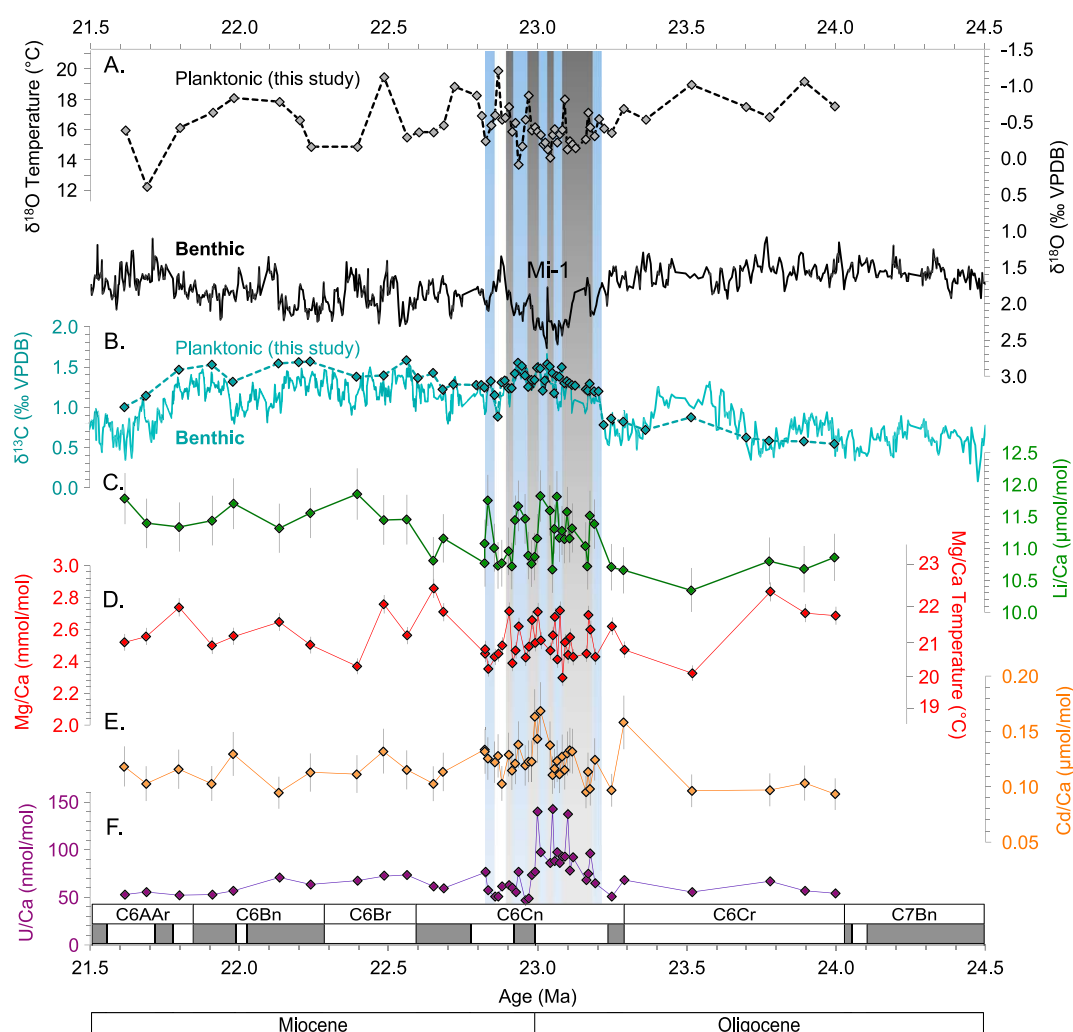 21.5 22.0 22.5 23.0 23.5 24.0 24.5
A.
Planktonic (this study)
δ18O Temperature (°C)
20
18
16
14
12
-1.5
-1.0
-0.5
0.0
0.5
1.0
1.5
2.0
2.5
3.0
δ18O (‰ VPDB)
Benthic
Mi-1
B.
Planktonic (this study)
Benthic
δ13C (‰ VPDB)
2.0
1.5
1.0
0.5
0.0
C.
12.5
12.0
11.5
11.0
10.5
10.0
Li/Ca (µmol/mol)
D.
Mg/Ca (mmol/mol)
3.0
2.8
2.6
2.4
2.2
2.0
23
22
21
20
19
Mg/Ca Temperature (°C)
E.
0.20
0.15
0.10
0.05
Cd/Ca (µmol/mol)
F.
U/Ca (nmol/mol)
150
100
50
0
C6AAr C6Bn C6Br C6Cn C6Cr C7Bn
21.5 22.0 22.5 23.0 23.5 24.0 24.5
Age (Ma)
Miocene Oligocene